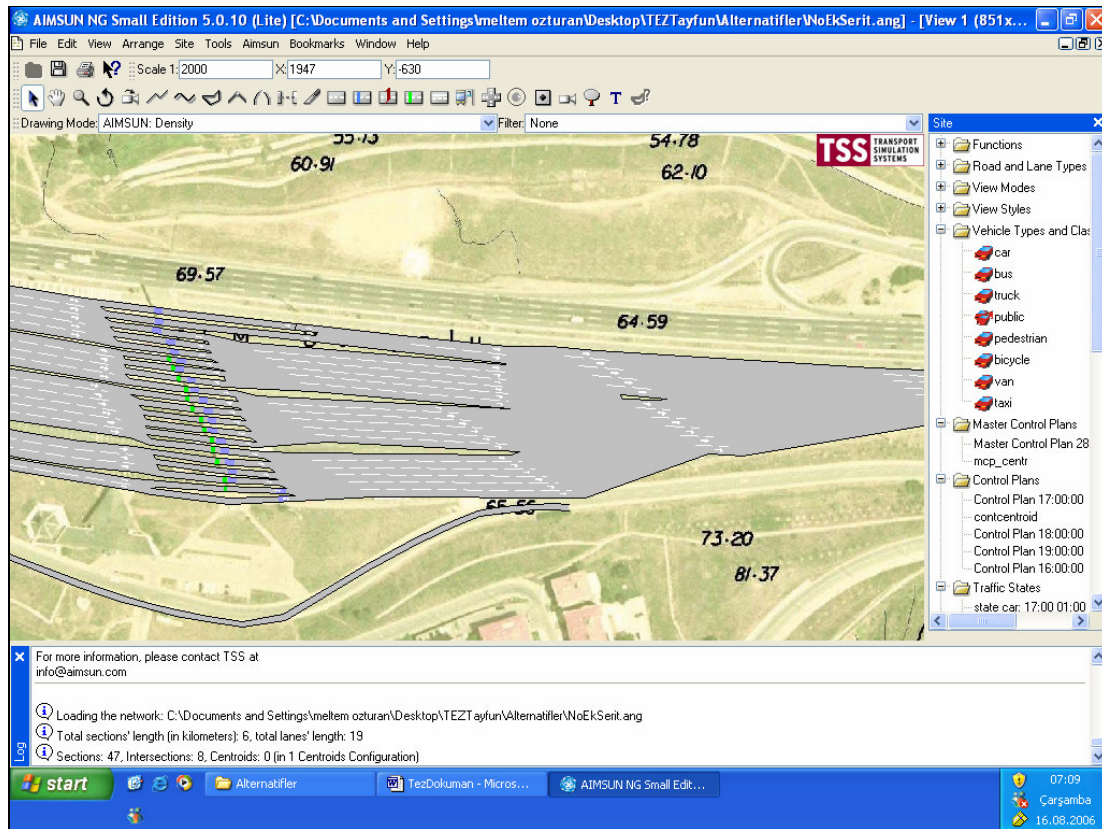 AIMSUN NG Small Edition 5.0.10 (Lite) [C:\Documents and Settings\meltem ozturan\Desktop\TEZTayfun\Alternatifler\NoEkSerit.ang] - [View 1 (851x...
File Edit View Arrange Site Tools Aimsun Bookmarks Window Help
Scale 1: 2000 X: 1947 Y: -630
Drawing Mode: AIMSUN: Density Filter: None
Site
Functions
Road and Lane Types
View Modes
View Styles
Vehicle Types and Clas
car
bus
truck
public
pedestrian
bicycle
van
taxi
Master Control Plans
Master Control Plan 28
mcp_centr
Control Plans
Control Plan 17:00:00
contcentroid
Control Plan 18:00:00
Control Plan 19:00:00
Control Plan 16:00:00
Traffic States
state car: 17:00 01:00
TSS TRANSPORT
SIMULATION
SYSTEMS
55.73
54.78
60.91
62.10
69.57
64.59
65.56
73.20
81.37
For more information, please contact TSS at
info@aimsun.com
Loading the network: C:\Documents and Settings\meltem ozturan\Desktop\TEZTayfun\Alternatifler\NoEkSerit.ang
Total sections' length (in kilometers): 6, total lanes' length: 19
Sections: 47, Intersections: 8, Centroids: 0 (in 1 Centroids Configuration)
Log
start
Alternatifler
TezDokuman - Micros...
AIMSUN NG Small Edit...
07:09
Çarşamba
16.08.2006